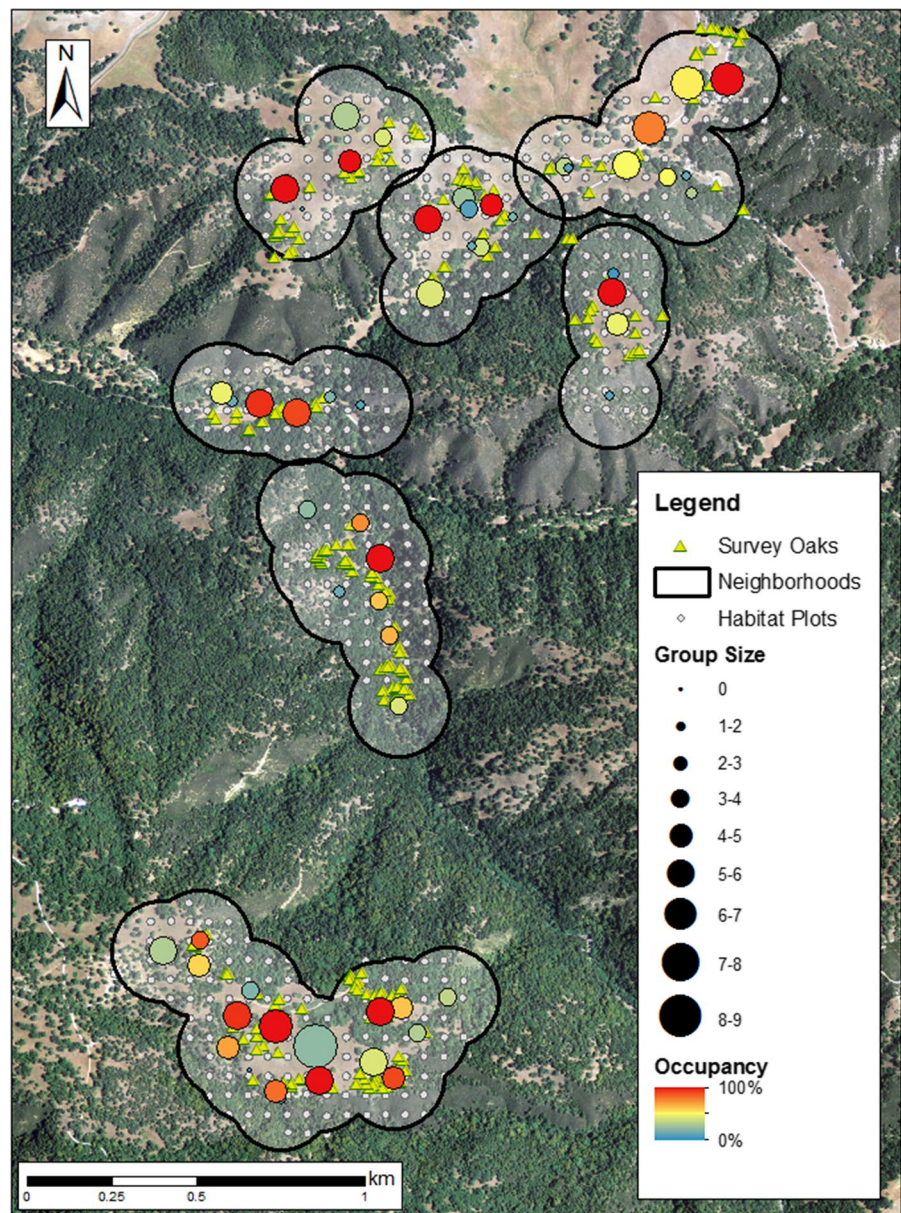 N
Legend
Survey Oaks
Neighborhoods
Habitat Plots
Group Size
0
1-2
2-3
3-4
4-5
5-6
6-7
7-8
8-9
Occupancy
100%
0%
km
0 0.25 0.5 1